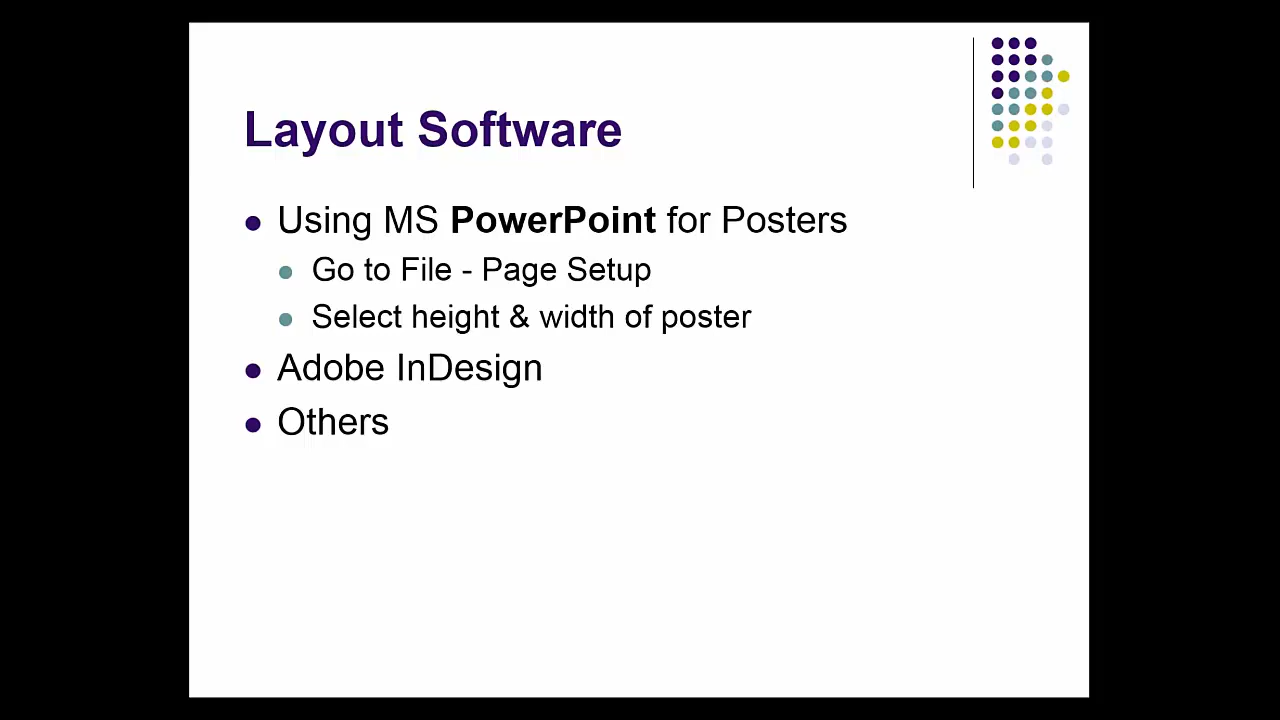 Layout Software
Using MS PowerPoint for Posters
Go to File - Page Setup
Select height & width of poster
Adobe InDesign
Others